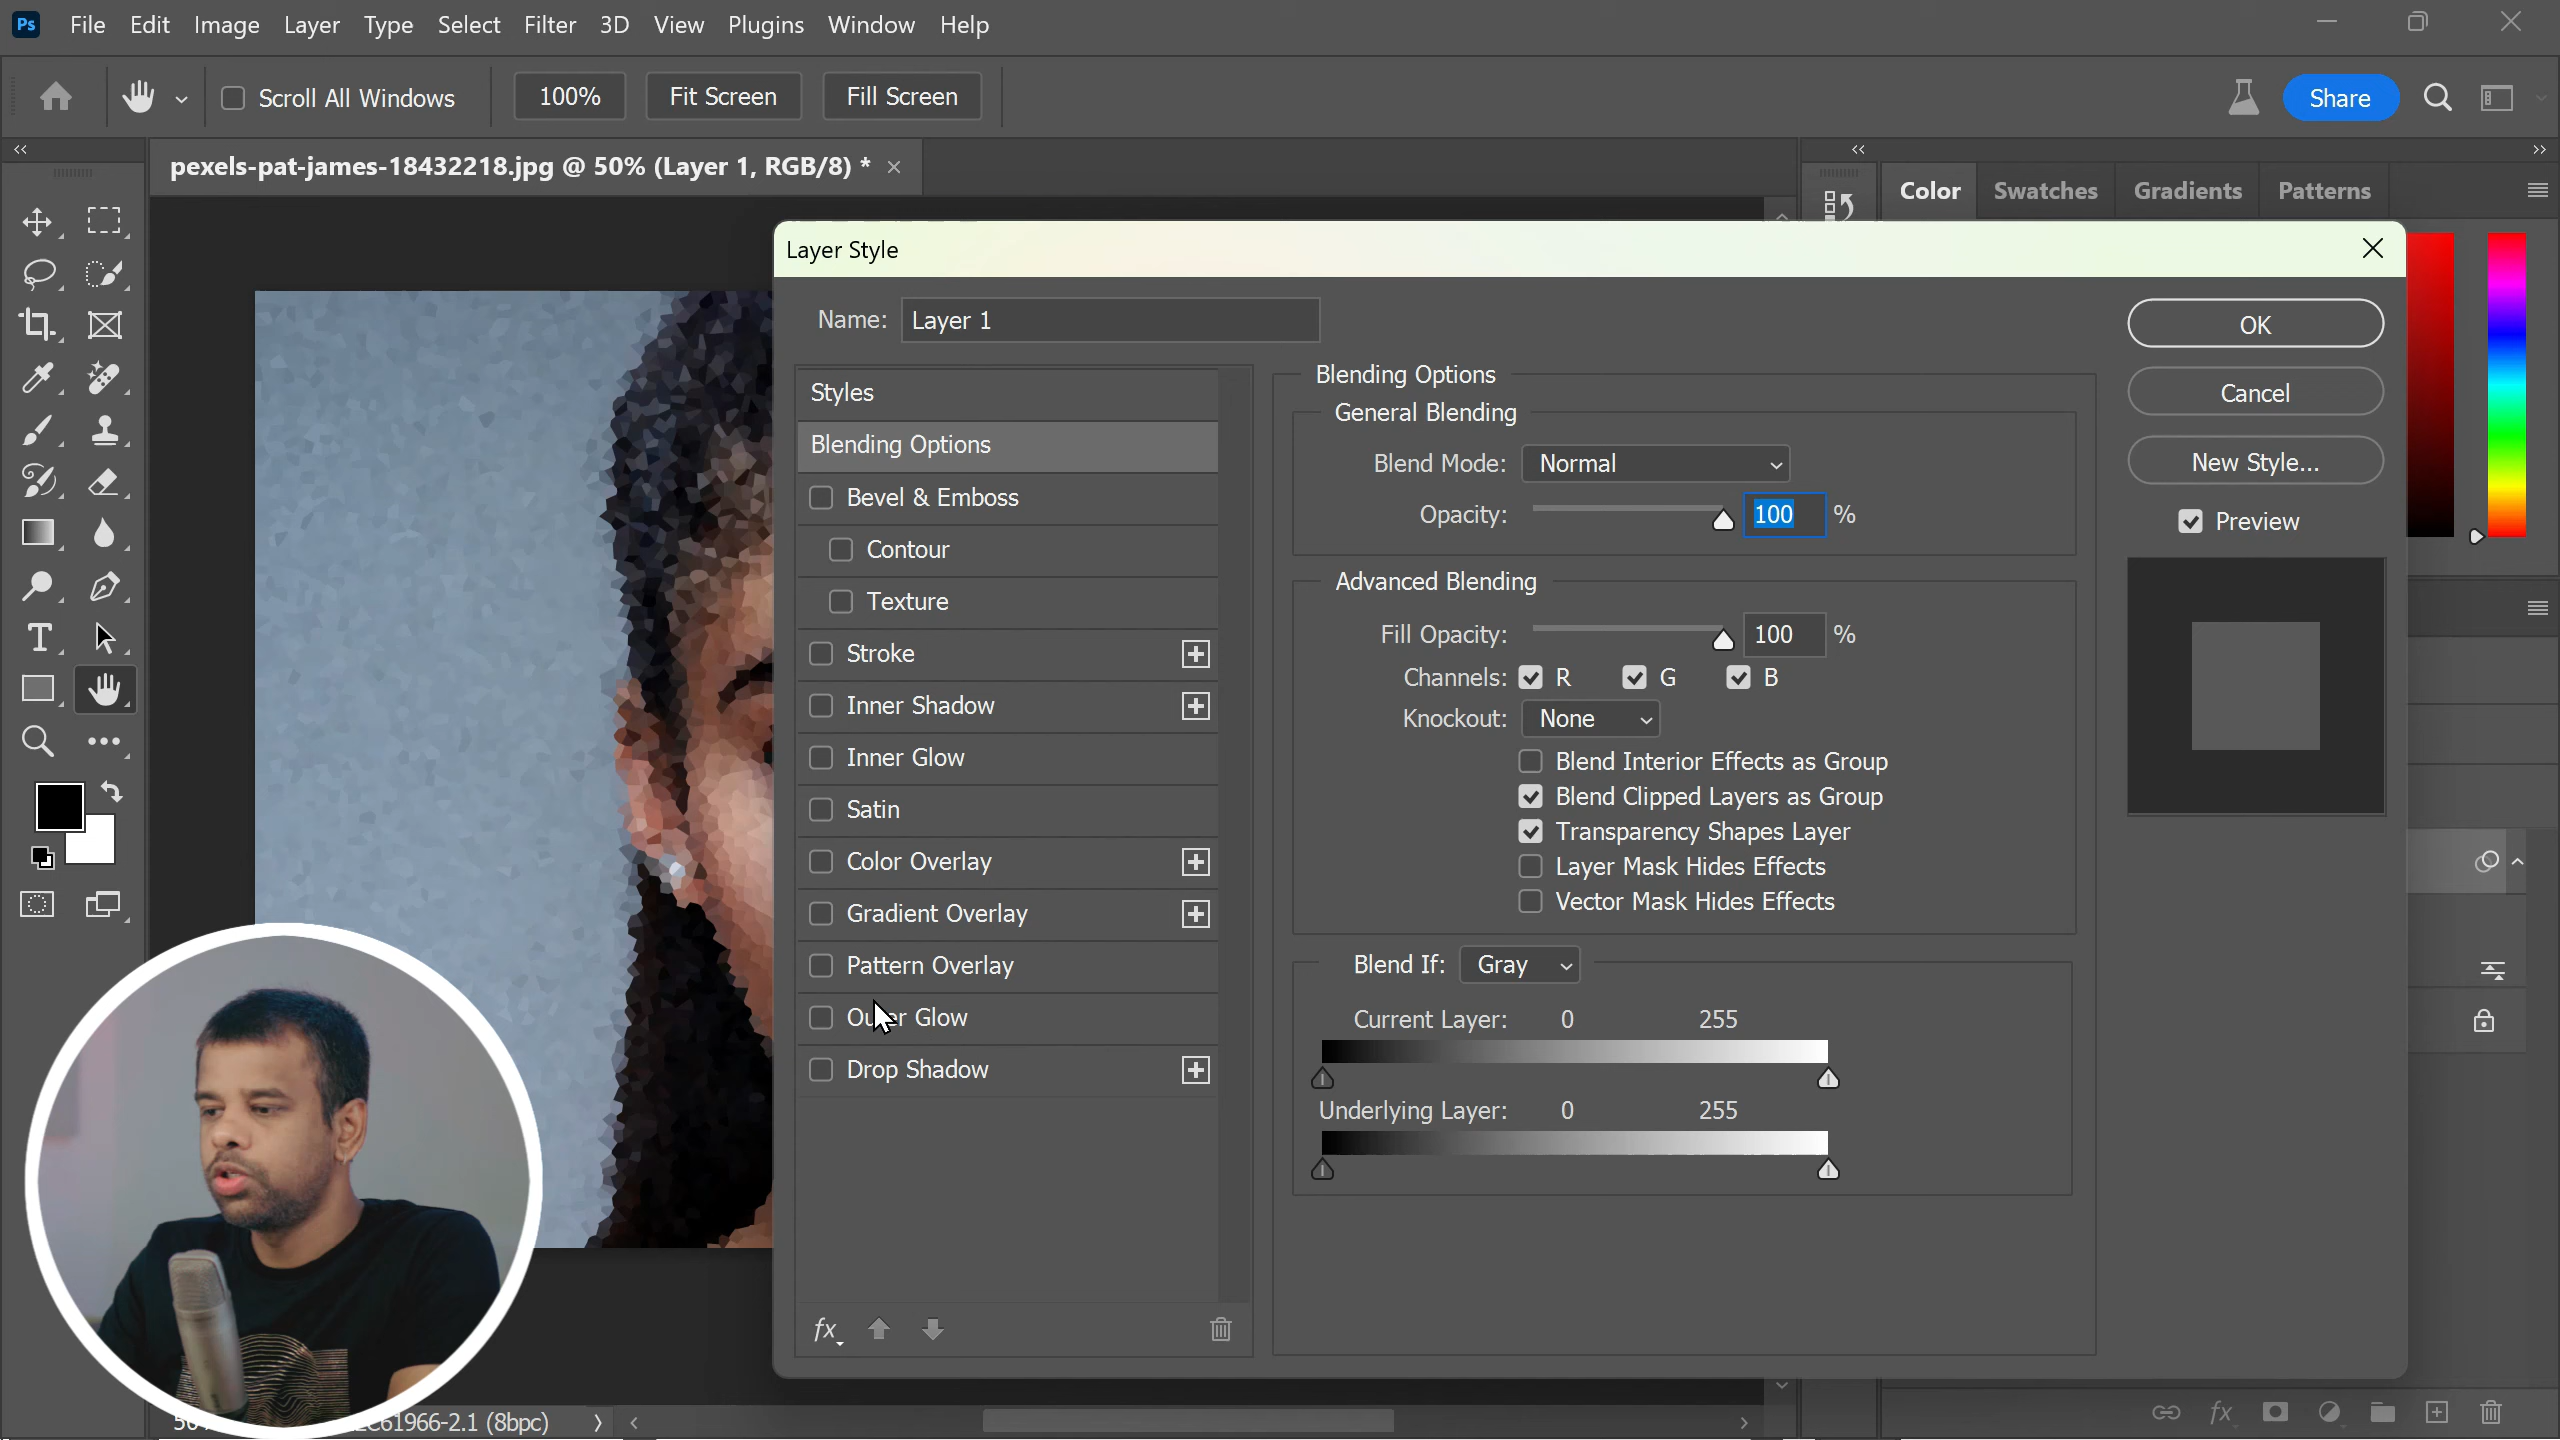 Ps File Edit Image Layer Type Select Filter 3D View Plugins Window Help
Scroll All Windows 100% Fit Screen Fill Screen Share
pexels-pat-james-18432218.jpg @ 50% (Layer 1, RGB/8) *
Color Swatches Gradients Patterns
Layer Style
Name: Layer 1
Styles
Blending Options
Bevel & Emboss
Contour
Texture
Stroke
Inner Shadow
Inner Glow
Satin
Color Overlay
Gradient Overlay
Pattern Overlay
Outer Glow
Drop Shadow
fx
Blending Options
General Blending
Blend Mode: Normal
Opacity: 100 %
Advanced Blending
Fill Opacity: 100 %
Channels: R G B
Knockout: None
Blend Interior Effects as Group
Blend Clipped Layers as Group
Transparency Shapes Layer
Layer Mask Hides Effects
Vector Mask Hides Effects
Blend If: Gray
Current Layer: 0 255
Underlying Layer: 0 255
OK
Cancel
New Style...
Preview
61966-2.1 (8bpc)
fx